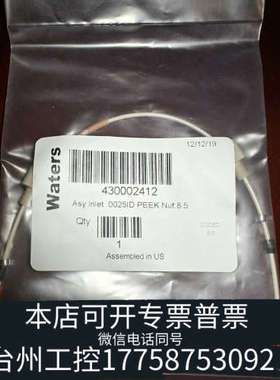 12/12/19
Waters
430002412
Asy inlet .0025ID PEEK Nut 8.5
Qty
1
Assembled in US
本店可开专票普票
微信电话同号
台州工控17758753092